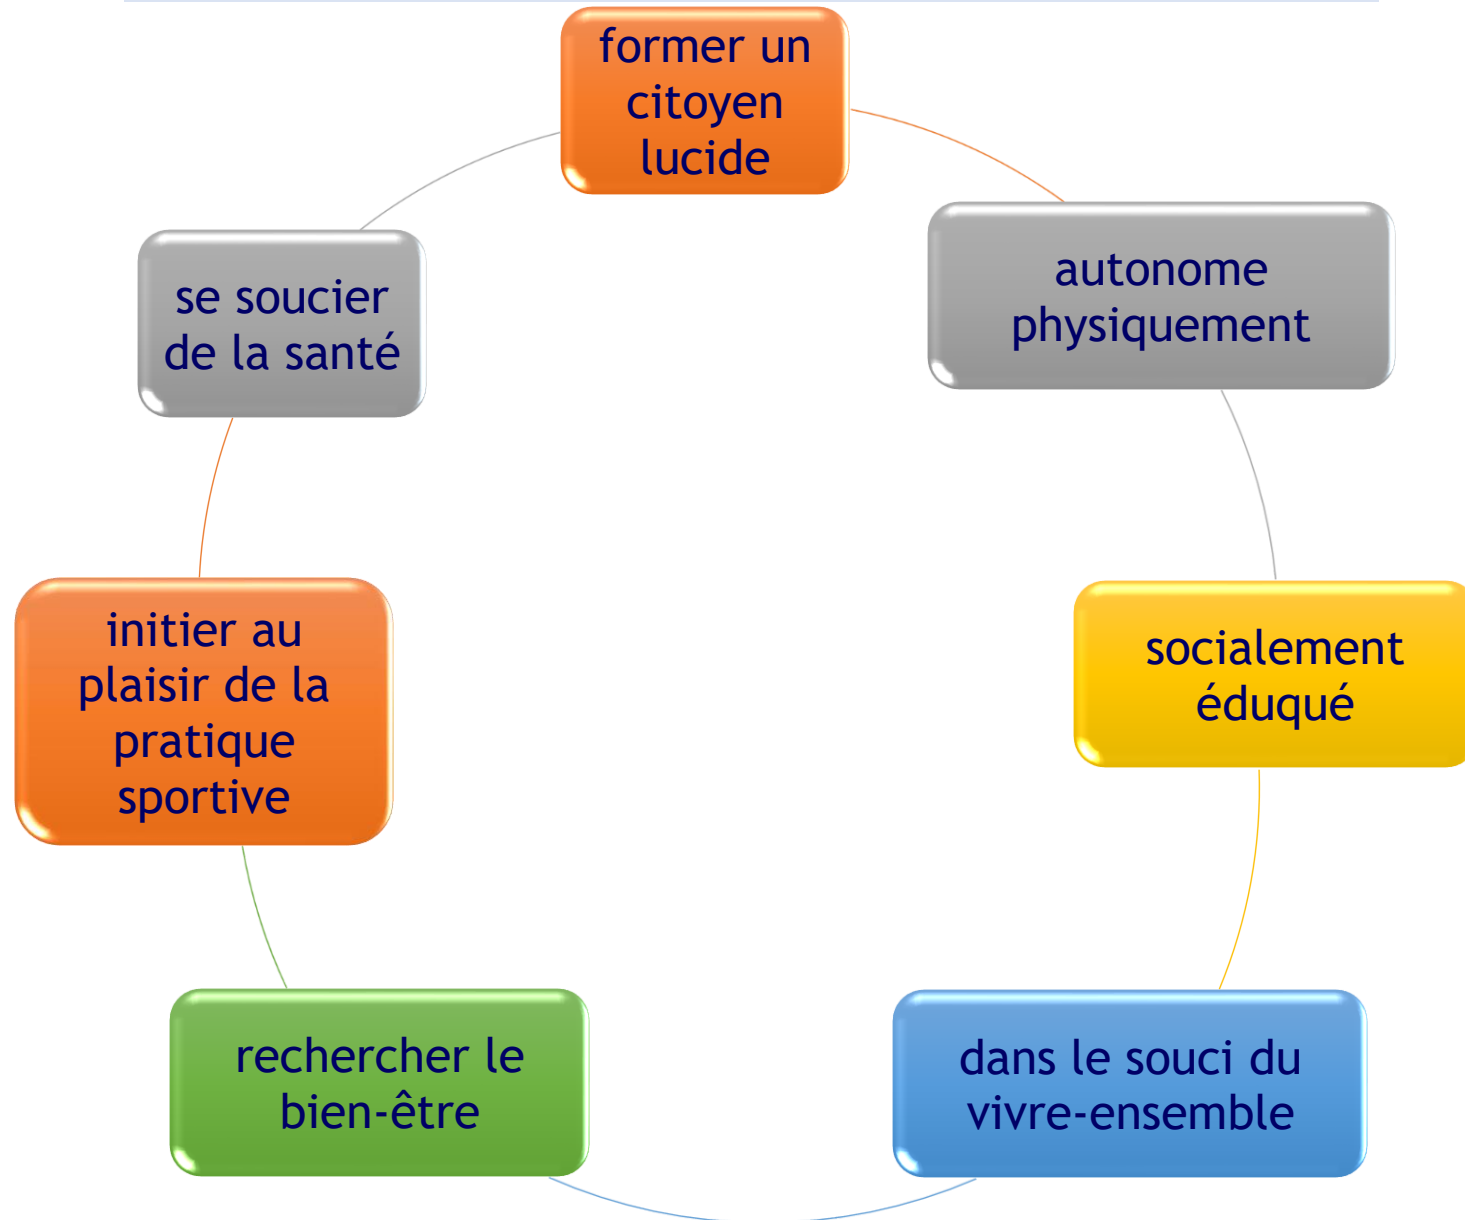 former un
citoyen
lucide
autonome
physiquement
socialement
éduqué
dans le souci du
vivre-ensemble
rechercher le
bien-être
initier au
plaisir de la
pratique
sportive
se soucier
de la santé